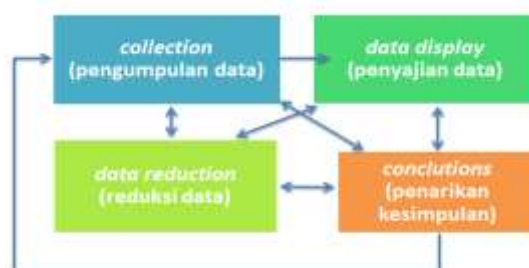 collection
(pengumpulan data)
data display
(penyajian data)
data reduction
(reduksi data)
conclutions
(penarikan
kesimpulan)